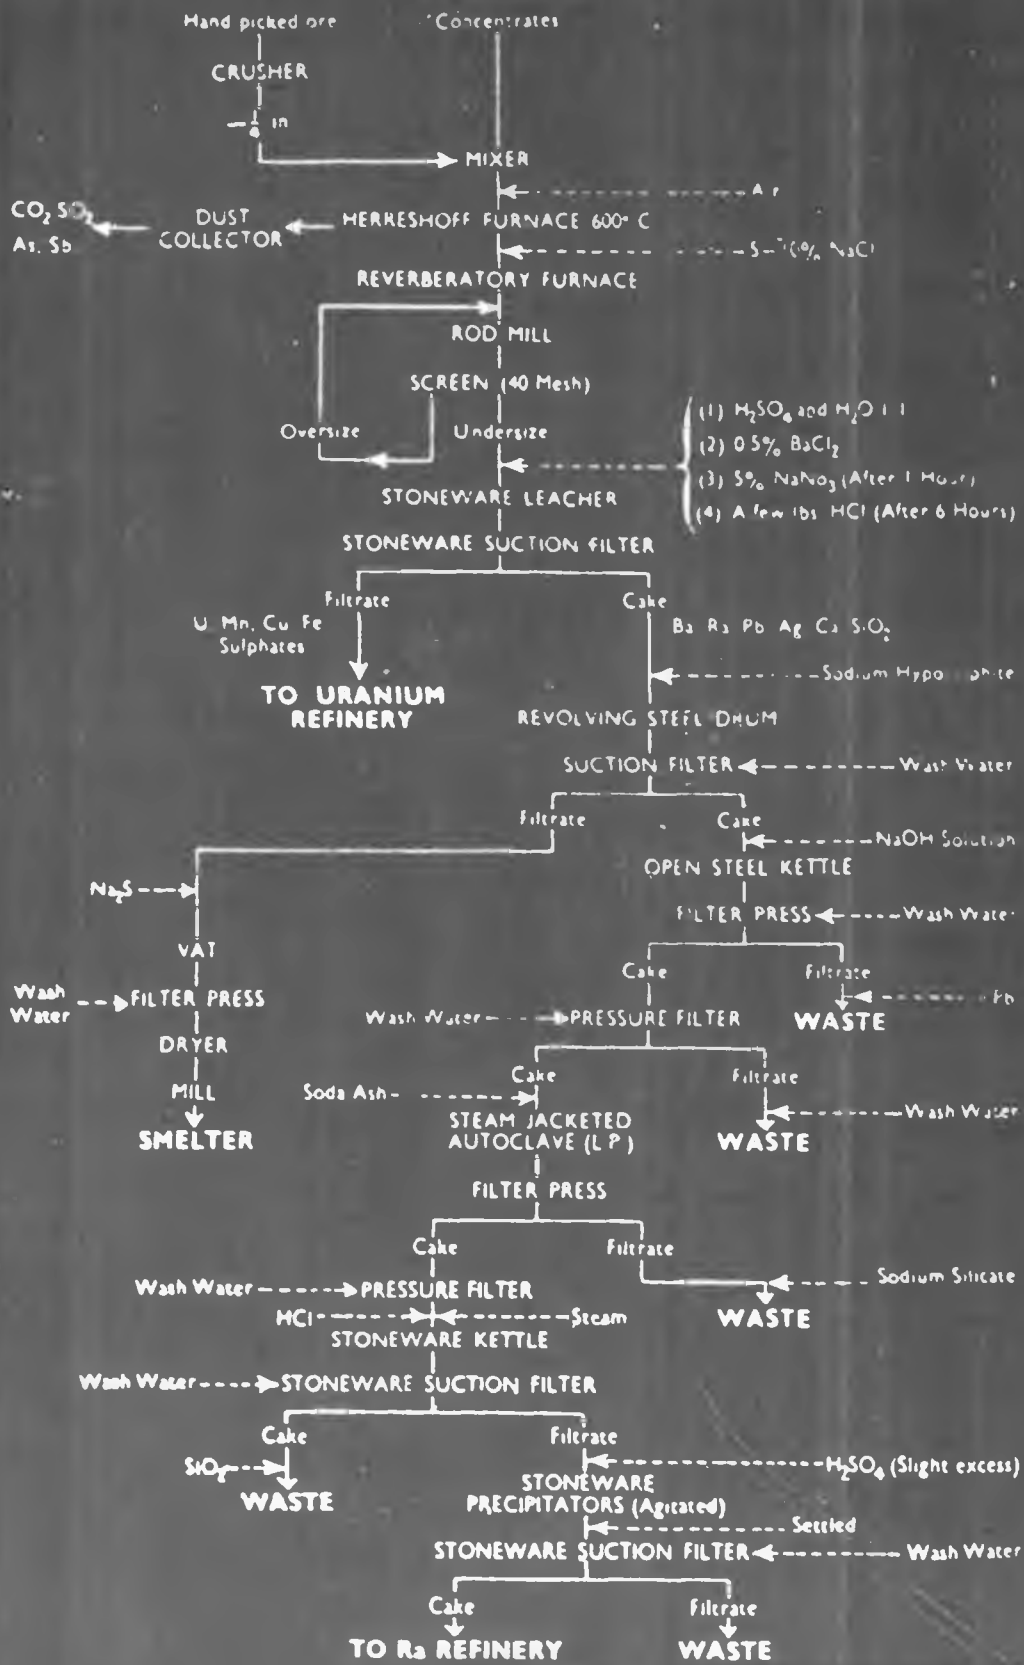 Hand picked ore
Concentrates
CRUSHER
-1/4 in
MIXER
CO2 SO2
As, Sb
DUST
COLLECTOR
HERRESHOFF FURNACE 600° C
NaCl
REVERBERATORY FURNACE
ROD MILL
SCREEN (40 Mesh)
Oversize
Undersize
(1) H2SO4 and H2O 1:1
(2) 0.5% BaCl2
(3) 5% NaNo3 (After 1 Hour)
(4) A few lbs HCl (After 6 Hours)
STONEWARE LEACHER
STONEWARE SUCTION FILTER
Filtrate
Cake
U, Mn, Cu Fe
Sulphates
Ba Ra Pb Ag Ca SiO2
TO URANIUM
REFINERY
Sodium
REVOLVING STEEL DRUM
SUCTION FILTER
Wash Water
Filtrate
Cake
NaOH Solution
OPEN STEEL KETTLE
Na2S
FILTER PRESS
Wash Water
VAT
Cake
Filtrate
Wash
Water
FILTER PRESS
Pb
WASTE
Wash Water
PRESSURE FILTER
DRYER
Cake
Filtrate
MILL
Soda Ash
Wash Water
SMELTER
STEAM JACKETED
AUTOCLAVE (L P)
WASTE
FILTER PRESS
Cake
Filtrate
Wash Water
PRESSURE FILTER
Sodium Silicate
WASTE
HCl
Steam
STONEWARE KETTLE
Wash Water
STONEWARE SUCTION FILTER
Cake
Filtrate
SiO2
WASTE
H2SO4 (Slight excess)
STONEWARE
PRECIPITATORS (Agitated)
Settled
STONEWARE SUCTION FILTER
Wash Water
Cake
Filtrate
TO Ra REFINERY
WASTE